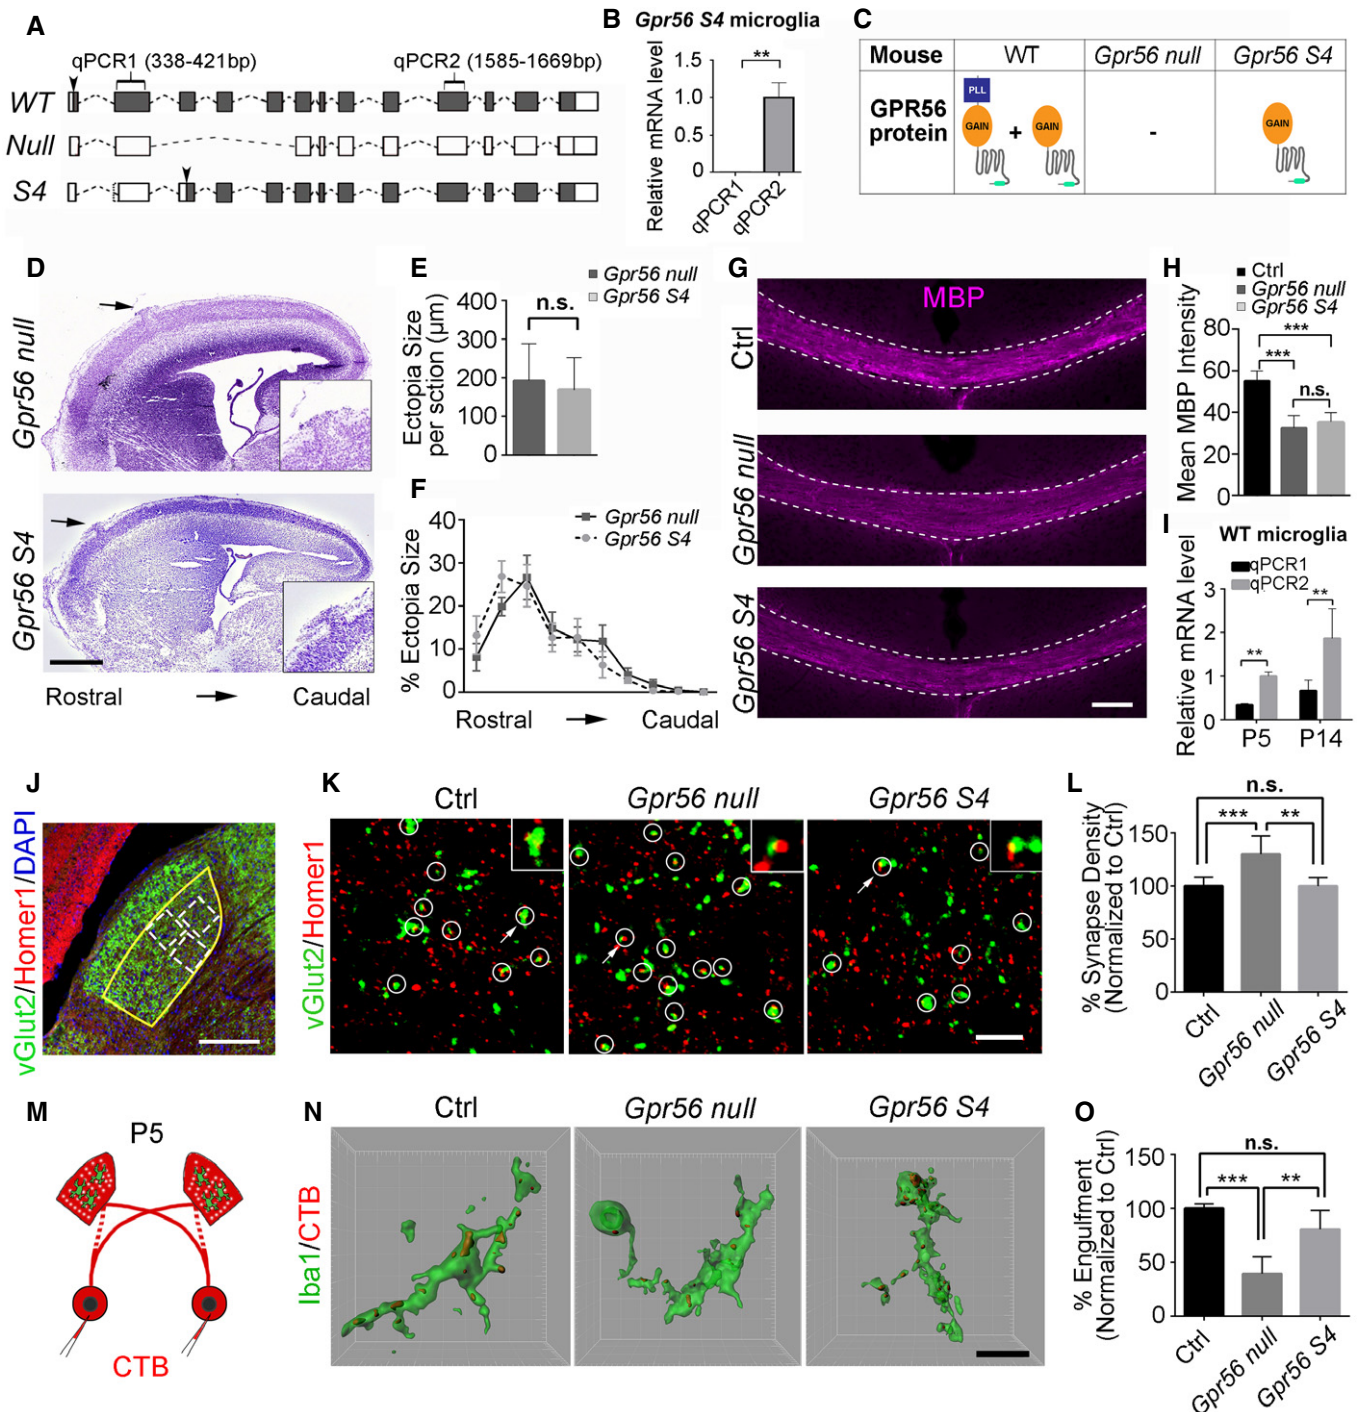 A
qPCR1 (338-421bp)
qPCR2 (1585-1669bp)
WT
Null
S4
B
Gpr56 S4 microglia
Relative mRNA level
1.5
1.0
0.5
0
**
qPCR1
qPCR2
C
Mouse
WT
Gpr56 null
Gpr56 S4
GPR56
protein
PLL
GAIN
+
GAIN
-
GAIN
D
Gpr56 null
Gpr56 S4
Rostral
Caudal
E
Gpr56 null
Gpr56 S4
Ectopia Size
per sction (µm)
400
300
200
100
0
n.s.
F
Gpr56 null
Gpr56 S4
% Ectopia Size
40
30
20
10
0
Rostral
Caudal
G
MBP
Ctrl
Gpr56 null
Gpr56 S4
H
Ctrl
Gpr56 null
Gpr56 S4
Mean MBP Intensity
80
60
40
20
0
***
***
n.s.
I
WT microglia
qPCR1
qPCR2
Relative mRNA level
3
2
1
0
**
**
P5
P14
J
vGlut2/Homer1/DAPI
K
Ctrl
Gpr56 null
Gpr56 S4
vGlut2/Homer1
L
% Synapse Density
(Normalized to Ctrl)
150
100
50
0
n.s.
***
**
Ctrl
Gpr56 null
Gpr56 S4
M
P5
CTB
N
Ctrl
Gpr56 null
Gpr56 S4
Iba1/CTB
O
% Engulfment
(Normalized to Ctrl)
150
100
50
0
n.s.
***
**
Ctrl
Gpr56 null
Gpr56 S4